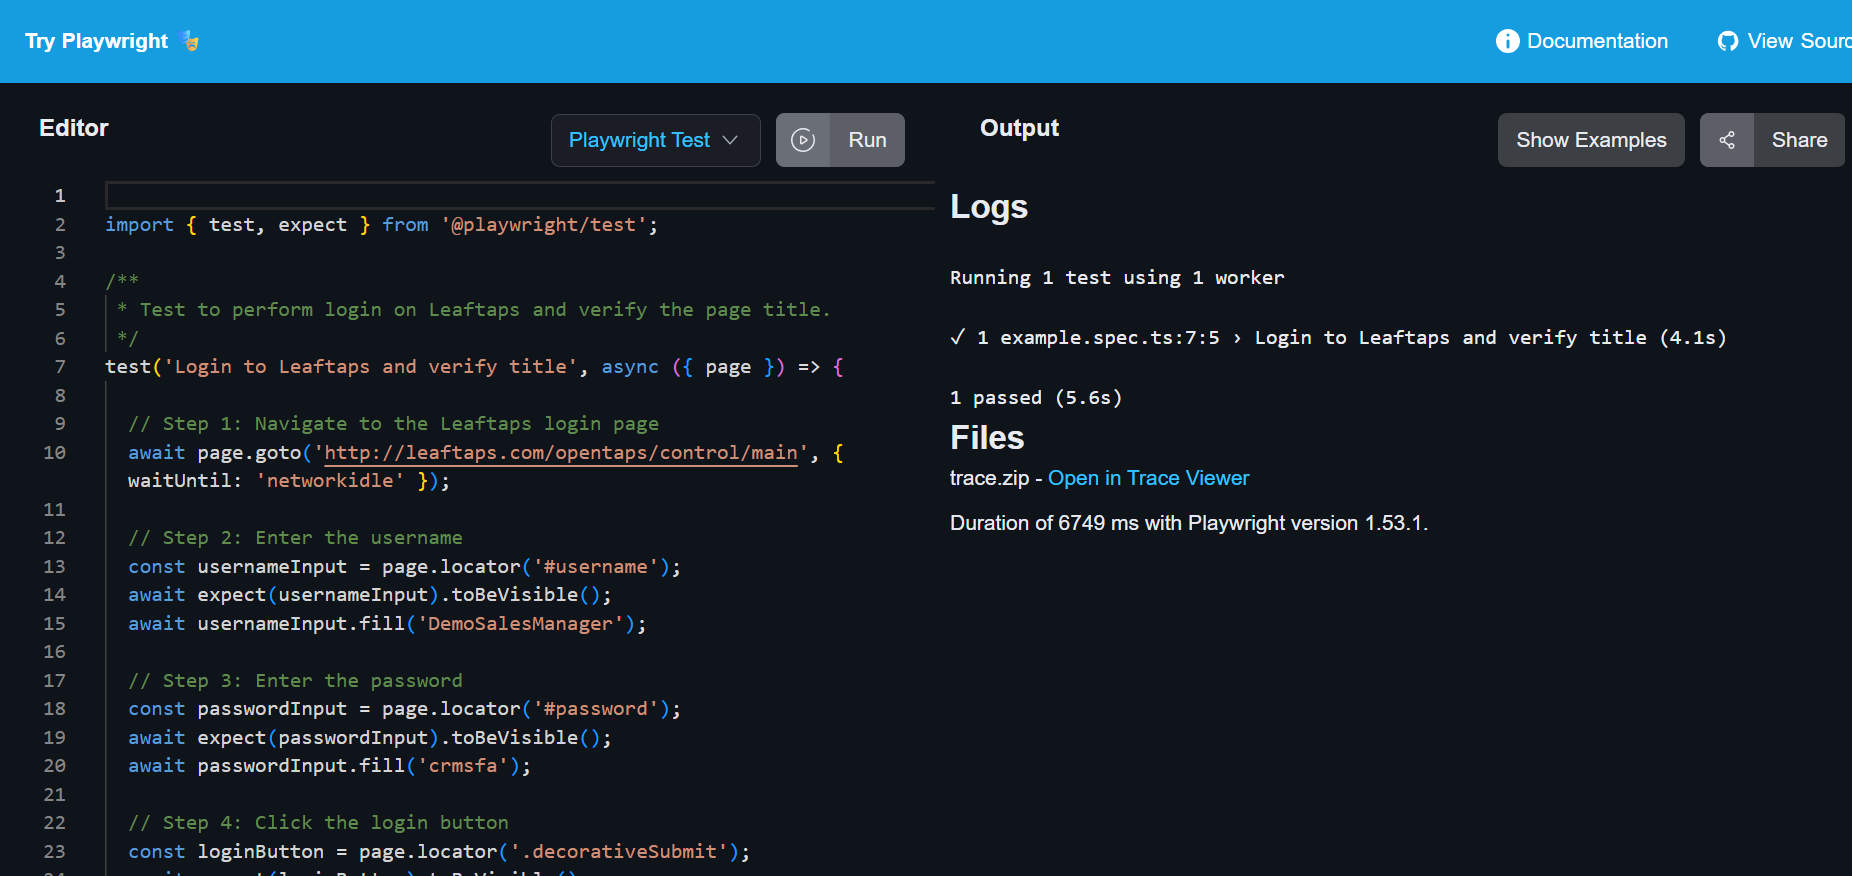 Try Playwright
Documentation
View Sourc
Editor
Playwright Test
Run
Output
Show Examples
Share
1
2 import { test, expect } from '@playwright/test';
3
4 /**
5 * Test to perform login on Leaftaps and verify the page title.
6 */
7 test('Login to Leaftaps and verify title', async ({ page }) => {
8
9 // Step 1: Navigate to the Leaftaps login page
10 await page.goto('http://leaftaps.com/opentaps/control/main', {
waitUntil: 'networkidle' });
11
12 // Step 2: Enter the username
13 const usernameInput = page.locator('#username');
14 await expect(usernameInput).toBeVisible();
15 await usernameInput.fill('DemoSalesManager');
16
17 // Step 3: Enter the password
18 const passwordInput = page.locator('#password');
19 await expect(passwordInput).toBeVisible();
20 await passwordInput.fill('crmsfa');
21
22 // Step 4: Click the login button
23 const loginButton = page.locator('.decorativeSubmit');
Logs
Running 1 test using 1 worker
✓ 1 example.spec.ts:7:5 › Login to Leaftaps and verify title (4.1s)
1 passed (5.6s)
Files
trace.zip - Open in Trace Viewer
Duration of 6749 ms with Playwright version 1.53.1.